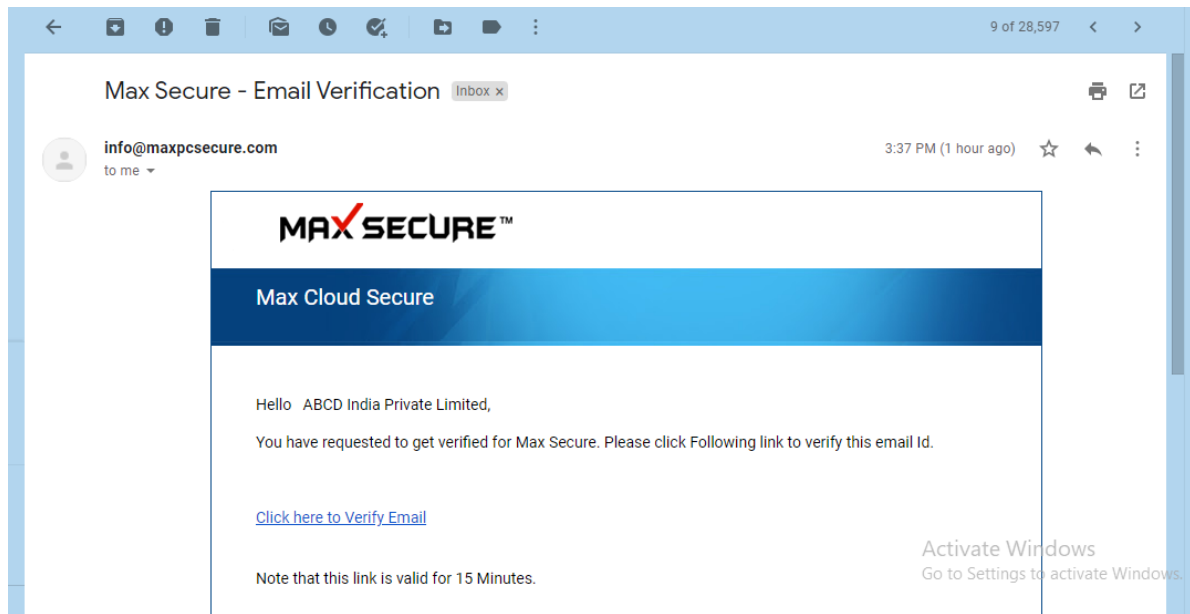 9 of 28,597
Max Secure - Email Verification Inbox x
info@maxpcsecure.com 3:37 PM (1 hour ago)
to me
MAX SECURE™
Max Cloud Secure
Hello ABCD India Private Limited,
You have requested to get verified for Max Secure. Please click Following link to verify this email Id.
Click here to Verify Email
Activate Windows
Go to Settings to activate Windows.
Note that this link is valid for 15 Minutes.